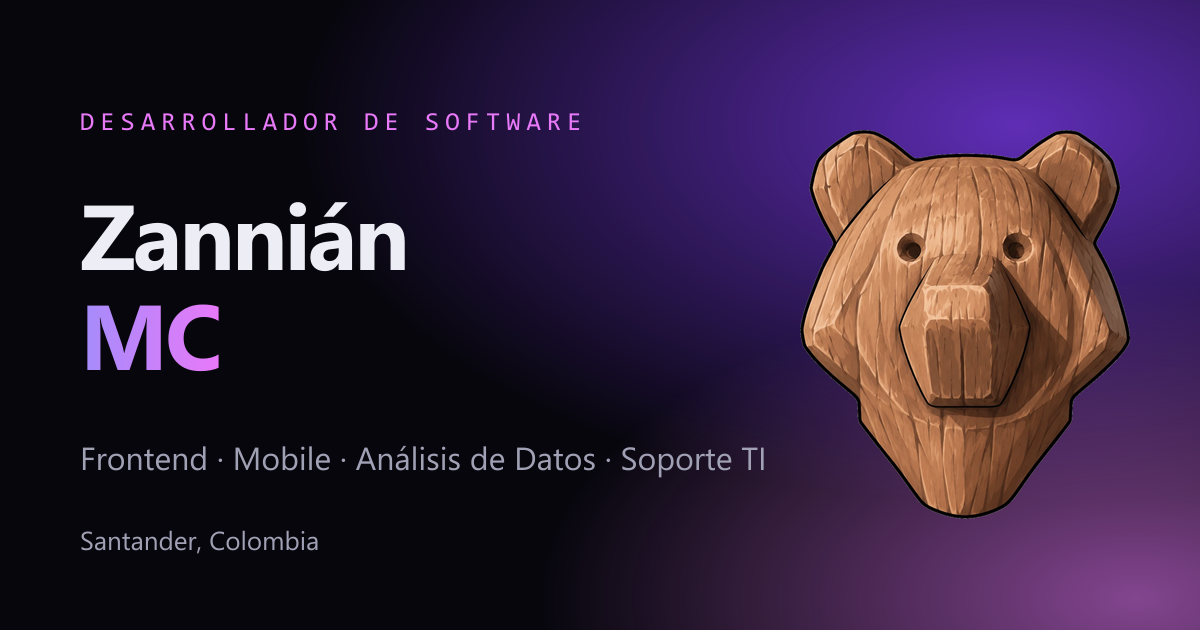 DESARROLLADOR DE SOFTWARE
Zannián
MC
Frontend · Mobile · Análisis de Datos · Soporte TI
Santander, Colombia